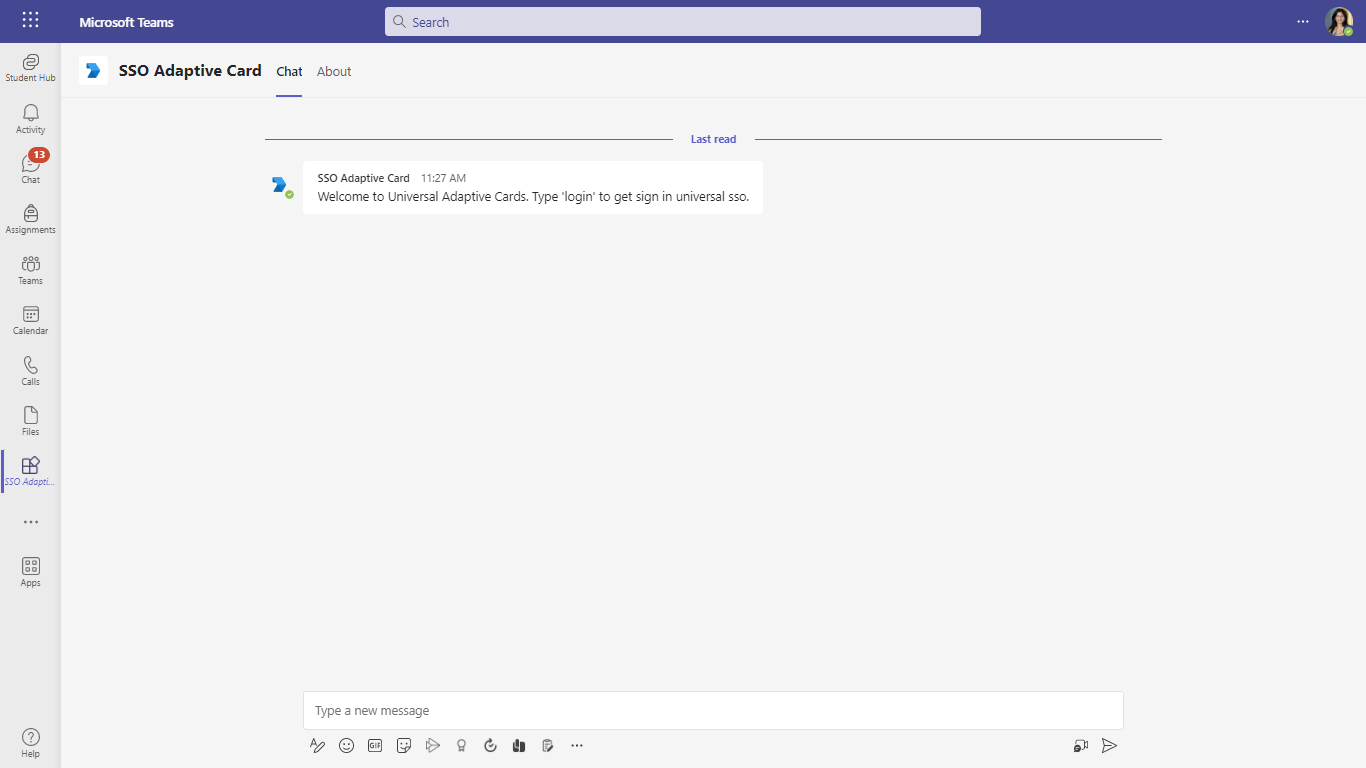 Microsoft Teams
Search
Student Hub
Activity
13
Chat
Assignments
Teams
Calendar
Calls
Files
SSO Adapti...
Apps
Help
SSO Adaptive Card
Chat
About
Last read
SSO Adaptive Card 11:27 AM
Welcome to Universal Adaptive Cards. Type 'login' to get sign in universal sso.
Type a new message
GIF